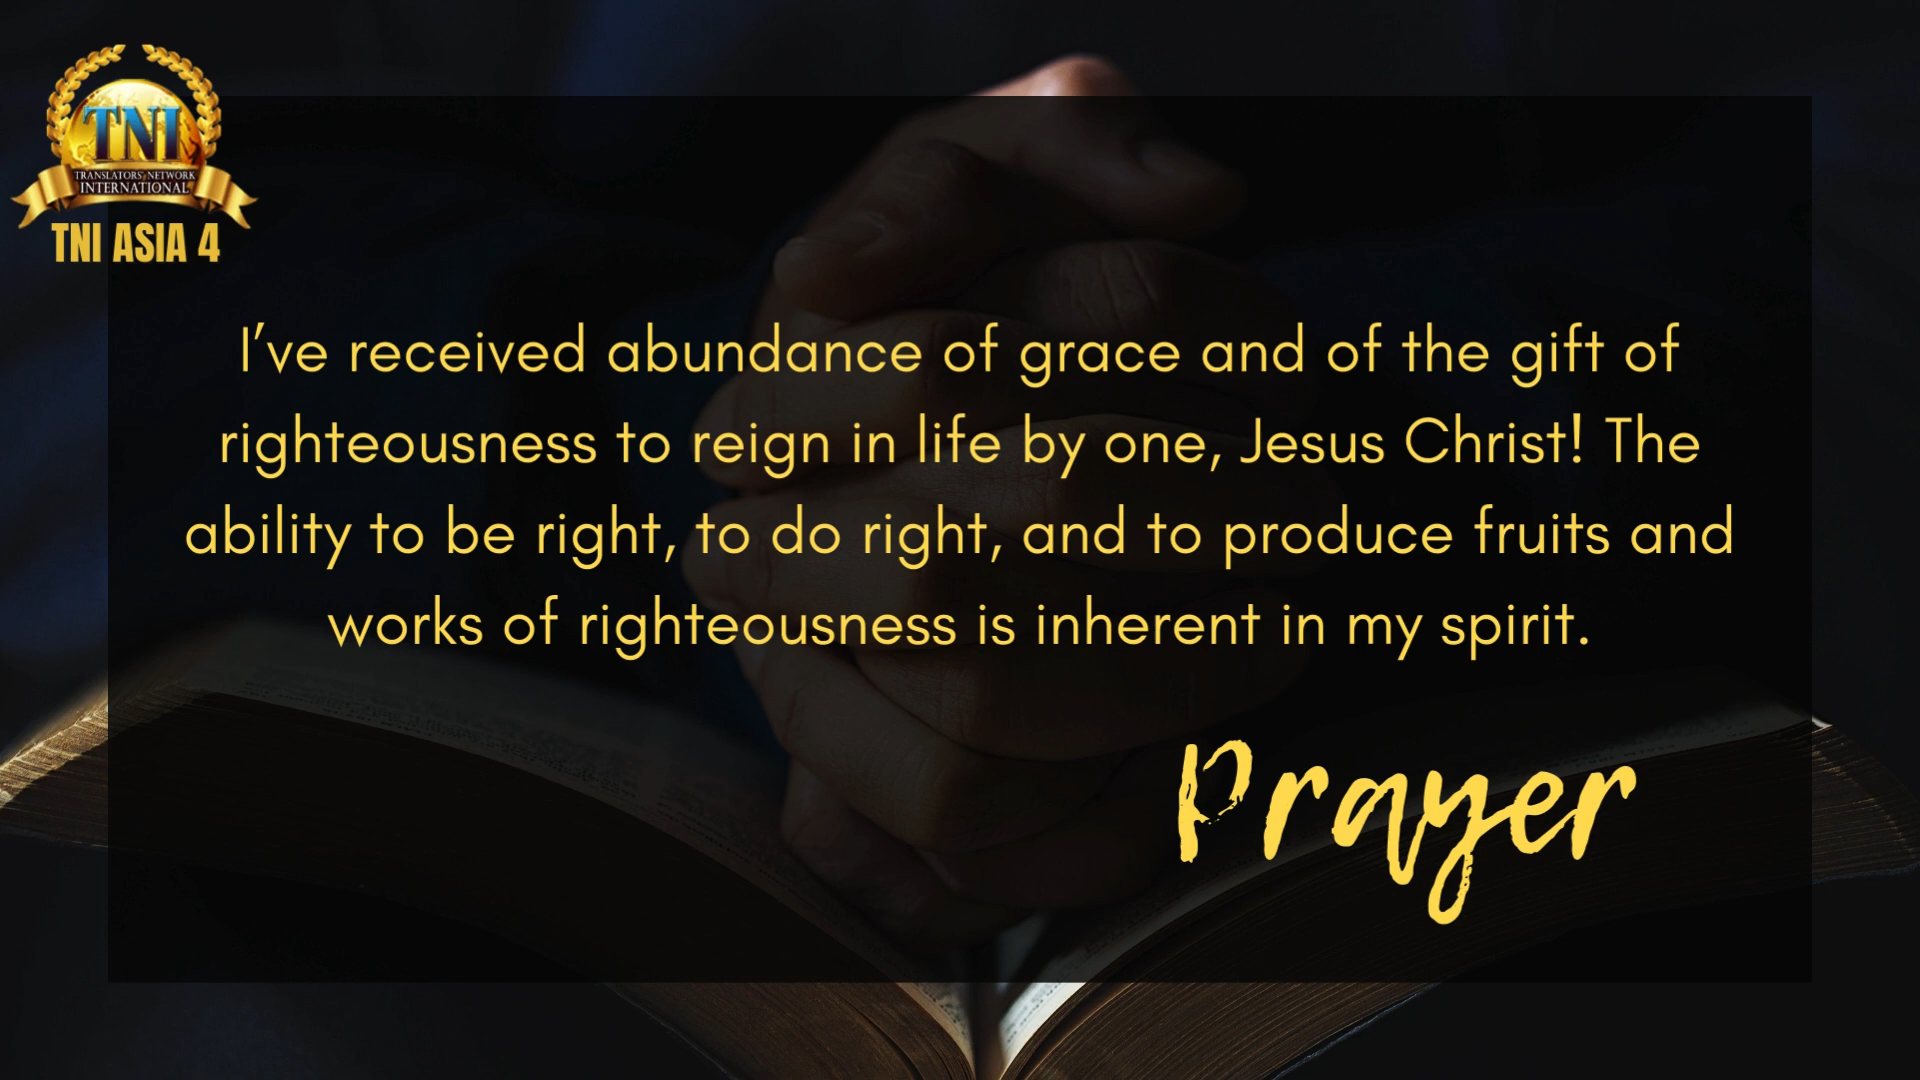 TNI
TRANSLATORS' NETWORK
INTERNATIONAL
TNI ASIA 4
I've received abundance of grace and of the gift of
righteousness to reign in life by one, Jesus Christ! The
ability to be right, to do right, and to produce fruits and
works of righteousness is inherent in my spirit.
Prayer